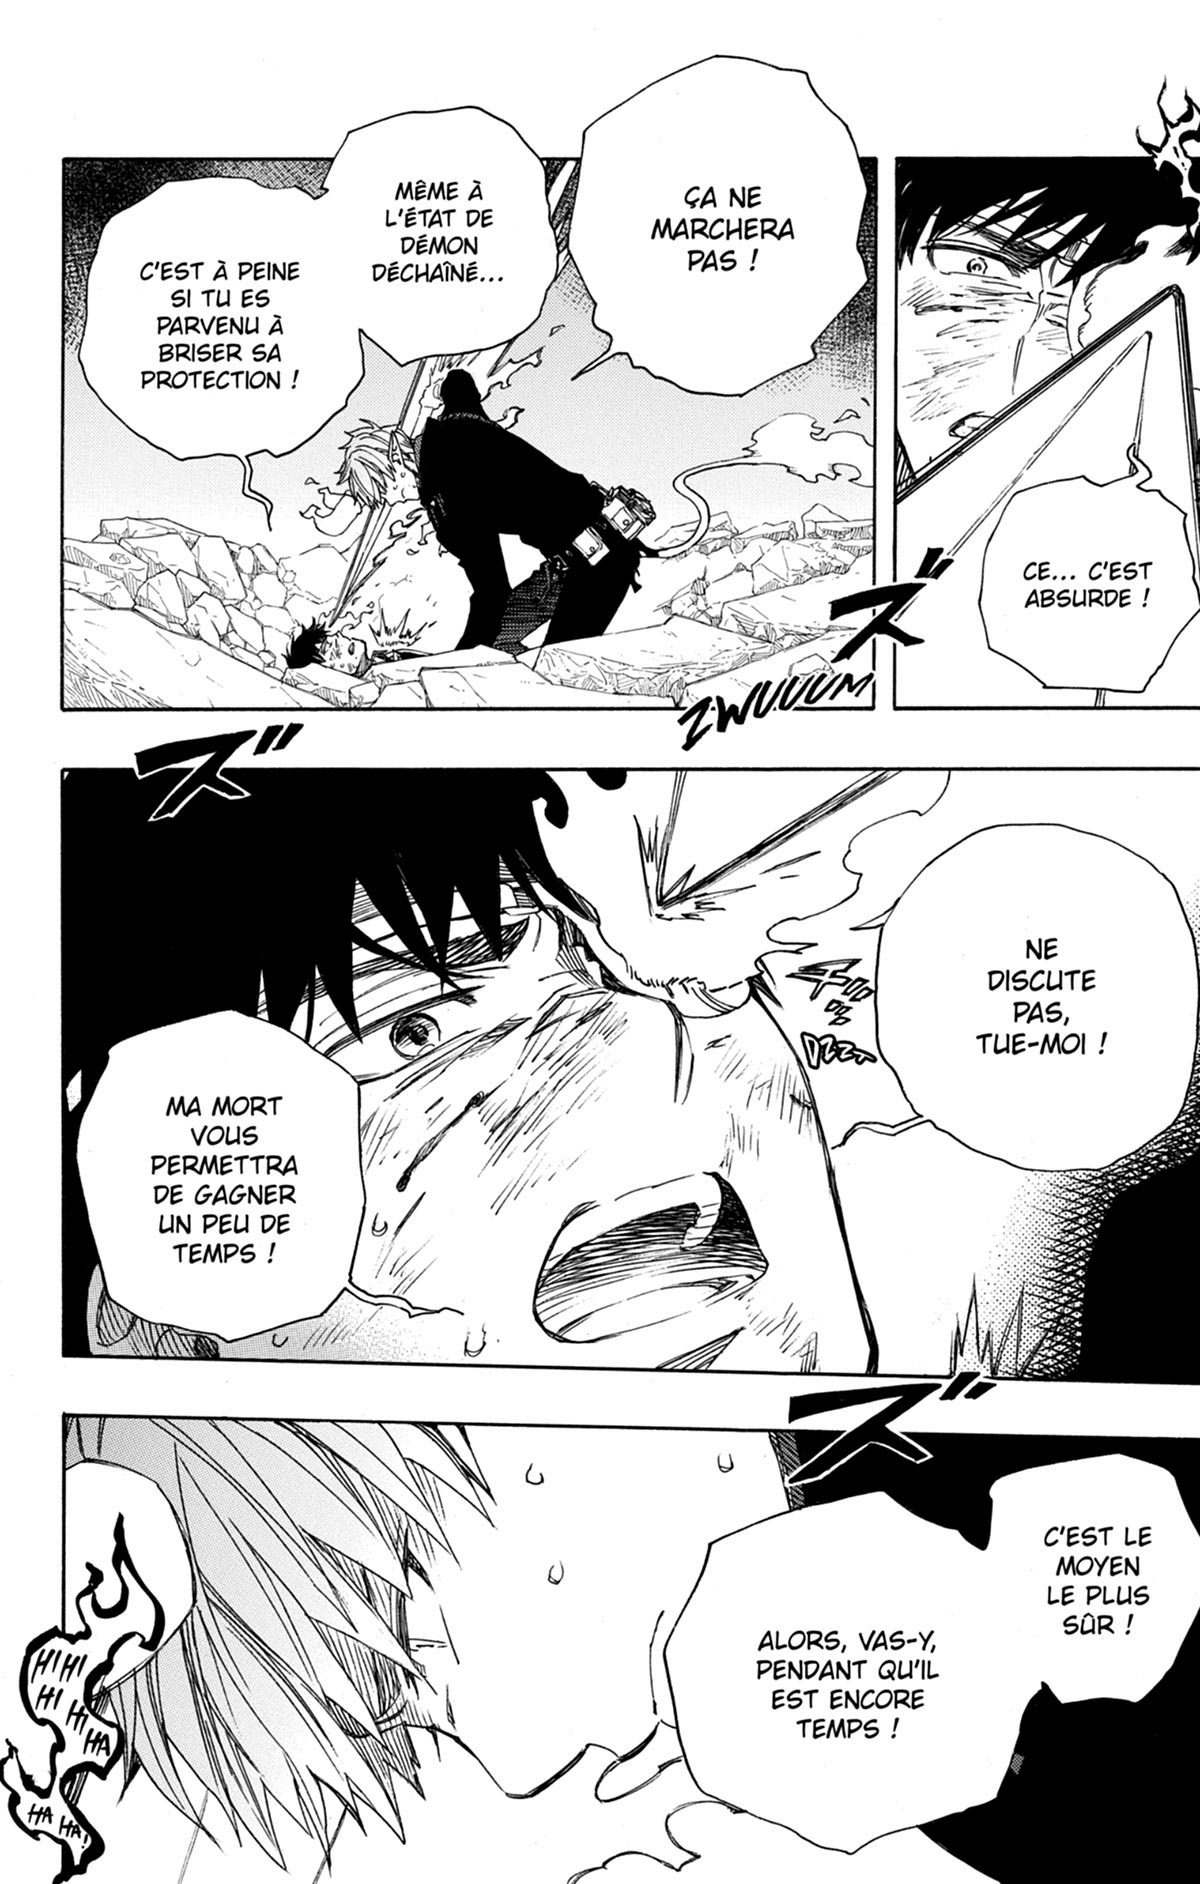 CE... C'EST
ABSURDE !
ÇA NE
MARCHERA
PAS !
MÊME À
L'ÉTAT DE
DÉMON
DÉCHAÎNÉ...
C'EST À PEINE
SI TU ES
PARVENU À
BRISER SA
PROTECTION !
ズ"
ZWUUUM
ズ"
NE
DISCUTE
PAS,
TUE-MOI !
ギギ
DZZT
MA MORT
VOUS
PERMETTRA
DE GAGNER
UN PEU DE
TEMPS !
ズ"
C'EST LE
MOYEN
LE PLUS
SÛR !
ALORS, VAS-Y,
PENDANT QU'IL
EST ENCORE
TEMPS !
HI HI
HI HI
HA
HA HA!